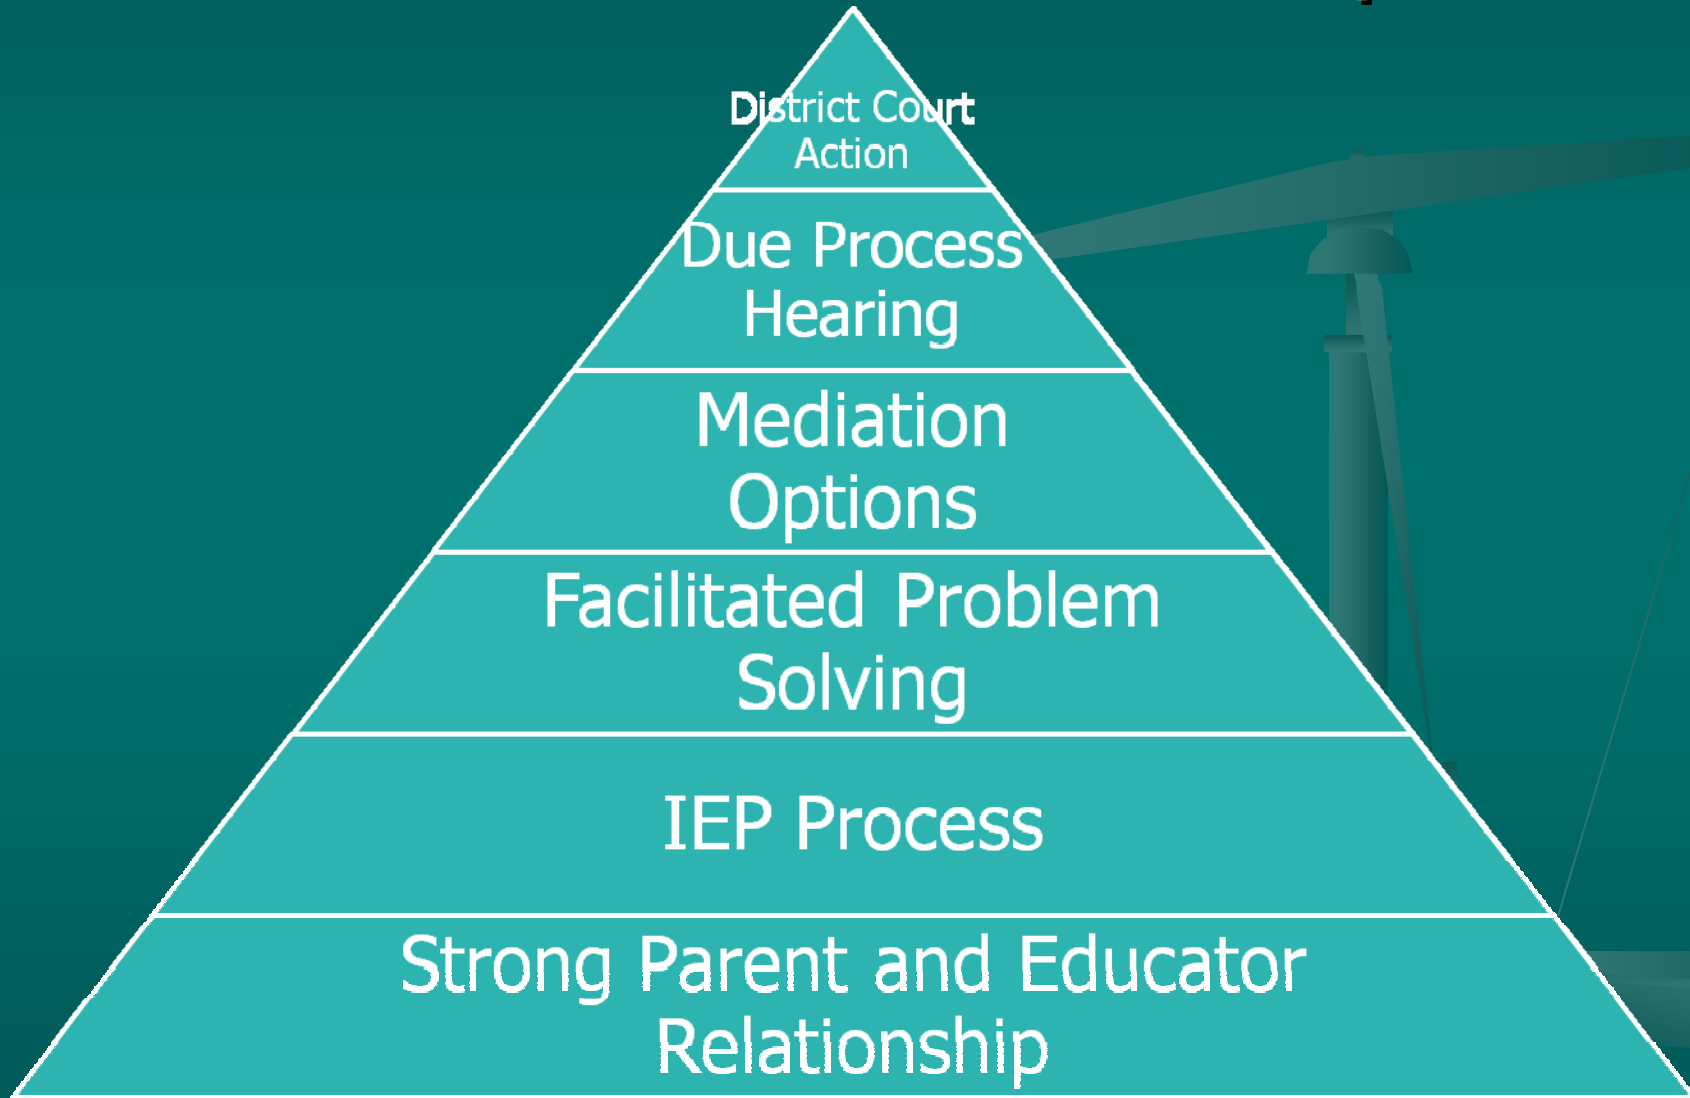 District Court
Action
Due Process
Hearing
Mediation
Options
Facilitated Problem
Solving
IEP Process
Strong Parent and Educator
Relationship